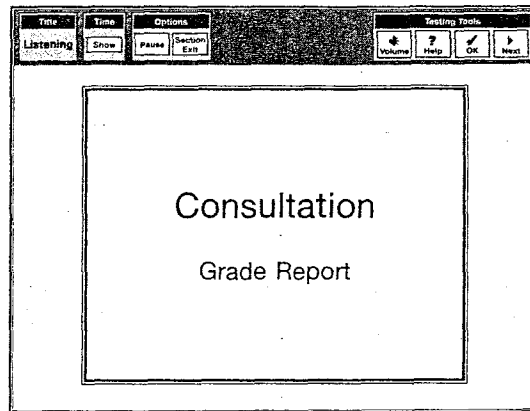 Title
Time
Options
Testing Tools
Listening
Show
Pause
Section
Exit
Volume
Help
OK
Next
Consultation
Grade Report